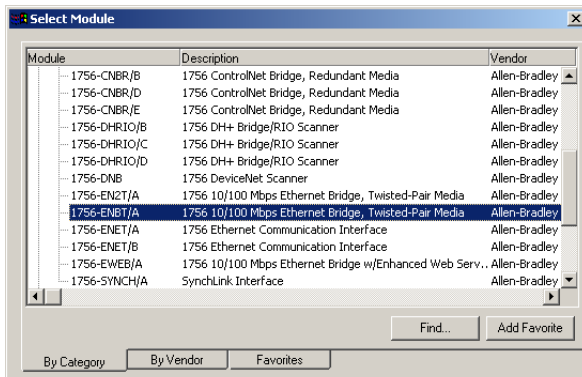 Select Module
Module Description Vendor
1756-CNBR/B 1756 ControlNet Bridge, Redundant Media Allen-Bradley
1756-CNBR/D 1756 ControlNet Bridge, Redundant Media Allen-Bradley
1756-CNBR/E 1756 ControlNet Bridge, Redundant Media Allen-Bradley
1756-DHRIO/B 1756 DH+ Bridge/RIO Scanner Allen-Bradley
1756-DHRIO/C 1756 DH+ Bridge/RIO Scanner Allen-Bradley
1756-DHRIO/D 1756 DH+ Bridge/RIO Scanner Allen-Bradley
1756-DNB 1756 DeviceNet Scanner Allen-Bradley
1756-EN2T/A 1756 10/100 Mbps Ethernet Bridge, Twisted-Pair Media Allen-Bradley
1756-ENBT/A 1756 10/100 Mbps Ethernet Bridge, Twisted-Pair Media Allen-Bradley
1756-ENET/A 1756 Ethernet Communication Interface Allen-Bradley
1756-ENET/B 1756 Ethernet Communication Interface Allen-Bradley
1756-EWEB/A 1756 10/100 Mbps Ethernet Bridge w/Enhanced Web Serv.. Allen-Bradley
1756-SYNCH/A SynchLink Interface Allen-Bradley
Find... Add Favorite
By Category By Vendor Favorites